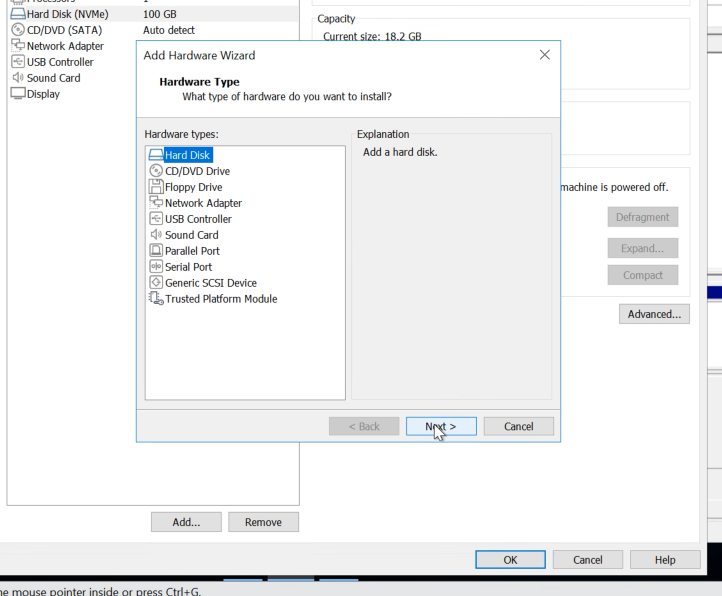 Processors 1
Hard Disk (NVMe) 100 GB
CD/DVD (SATA) Auto detect
Network Adapter
USB Controller
Sound Card
Display
Capacity
Current size: 18.2 GB
Add Hardware Wizard
Hardware Type
What type of hardware do you want to install?
Hardware types:
Hard Disk
CD/DVD Drive
Floppy Drive
Network Adapter
USB Controller
Sound Card
Parallel Port
Serial Port
Generic SCSI Device
Trusted Platform Module
Explanation
Add a hard disk.
< Back
Next >
Cancel
machine is powered off.
Defragment
Expand...
Compact
Advanced...
Add...
Remove
OK
Cancel
Help
he mouse pointer inside or press Ctrl+G.